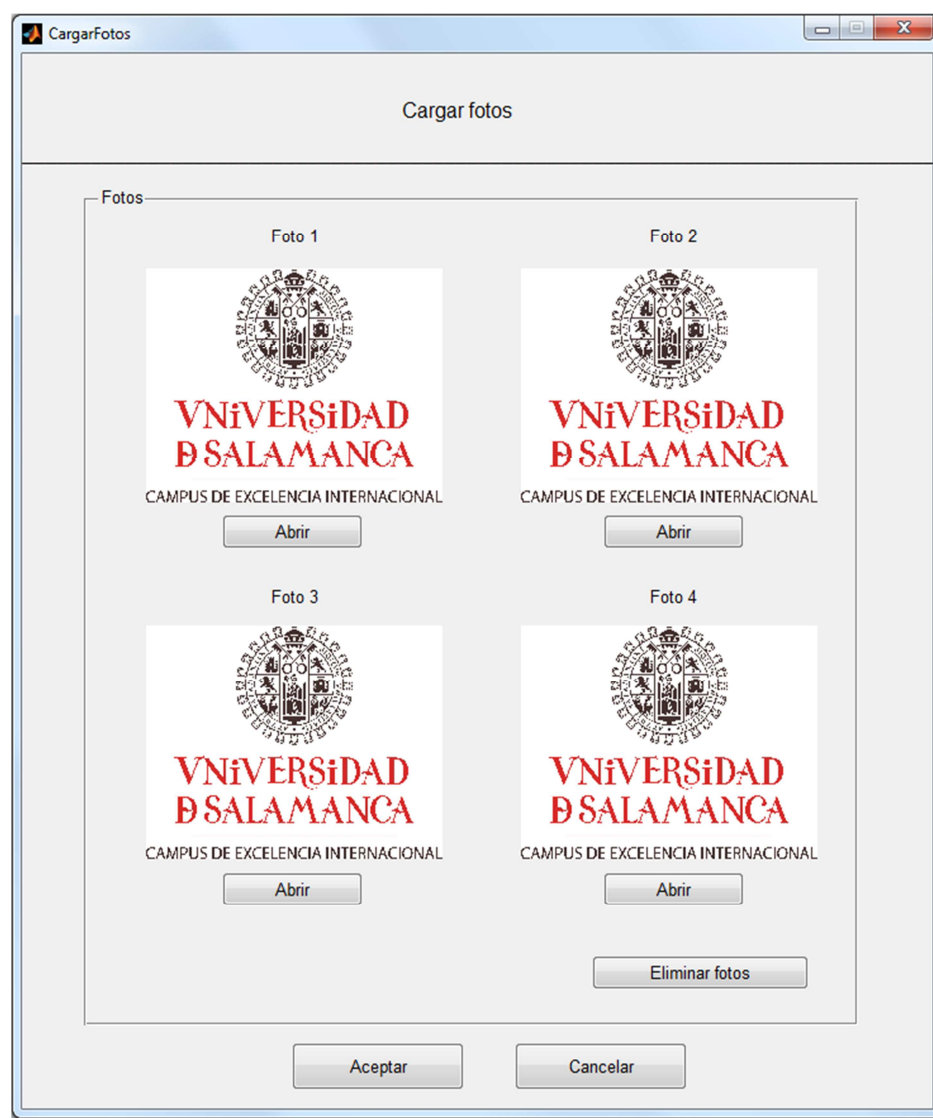 CargarFotos
Cargar fotos
Fotos
Foto 1
Foto 2
VNiVERSiDAD
D SALAMANCA
CAMPUS DE EXCELENCIA INTERNACIONAL
Abrir
VNiVERSiDAD
D SALAMANCA
CAMPUS DE EXCELENCIA INTERNACIONAL
Abrir
Foto 3
Foto 4
VNiVERSiDAD
D SALAMANCA
CAMPUS DE EXCELENCIA INTERNACIONAL
Abrir
VNiVERSiDAD
D SALAMANCA
CAMPUS DE EXCELENCIA INTERNACIONAL
Abrir
Eliminar fotos
Aceptar
Cancelar